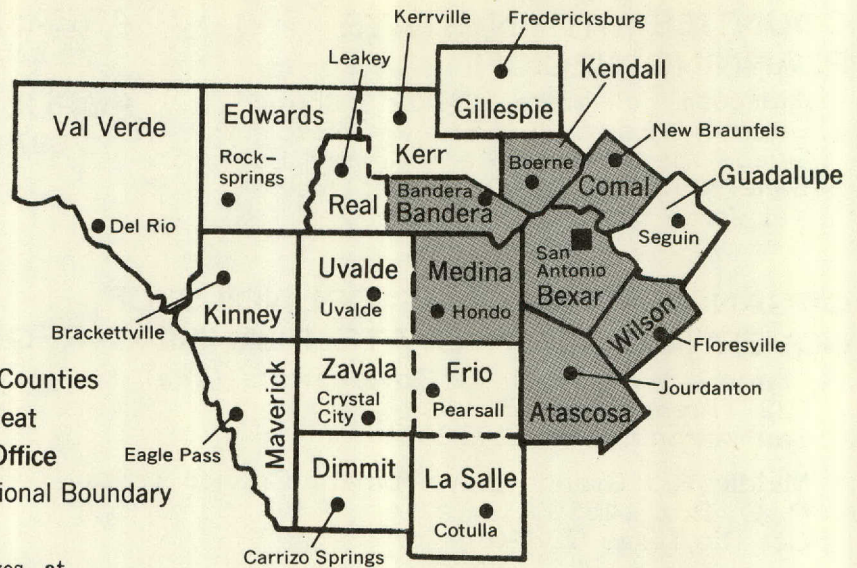 Kerrville
Fredericksburg
Leakey
Kendall
Val Verde
Edwards
Gillespie
Kerr
New Braunfels
Rock-
springs
Boerne
Comal
Guadalupe
Real
Bandera
Bandera
Del Rio
Seguin
Uvalde
Medina
San
Antonio
Bexar
Kinney
Uvalde
Hondo
Wilson
Brackettville
Floresville
Counties
Zavala
Frio
Jourdanton
Maverick
Crystal
City
Pearsall
Atascosa
eat
Office
Eagle Pass
Dimmit
La Salle
ional Boundary
Cotulla
Carrizo Springs